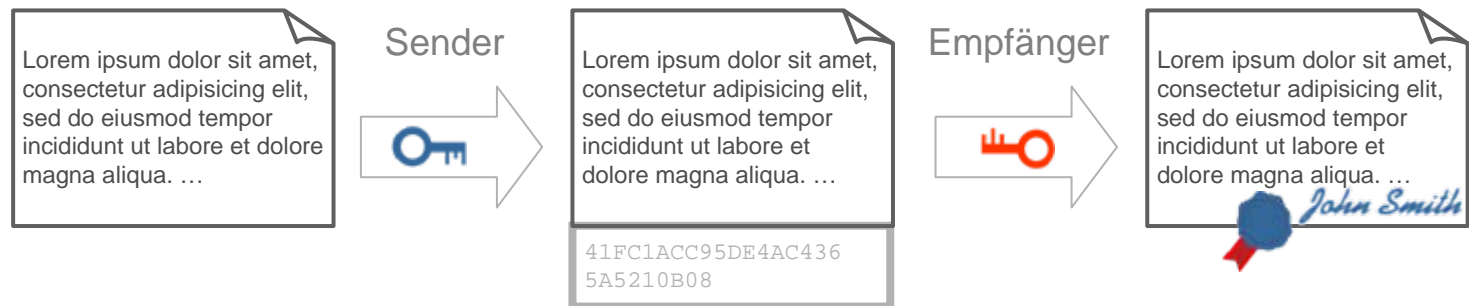 Lorem ipsum dolor sit amet,
consectetur adipisicing elit,
sed do eiusmod tempor
incididunt ut labore et dolore
magna aliqua. …
Sender
Lorem ipsum dolor sit amet,
consectetur adipisicing elit,
sed do eiusmod tempor
incididunt ut labore et
dolore magna aliqua. …
41FC1ACC95DE4AC436
5A5210B08
Empfänger
Lorem ipsum dolor sit amet,
consectetur adipisicing elit,
sed do eiusmod tempor
incididunt ut labore et
dolore magna aliqua. …
John Smith